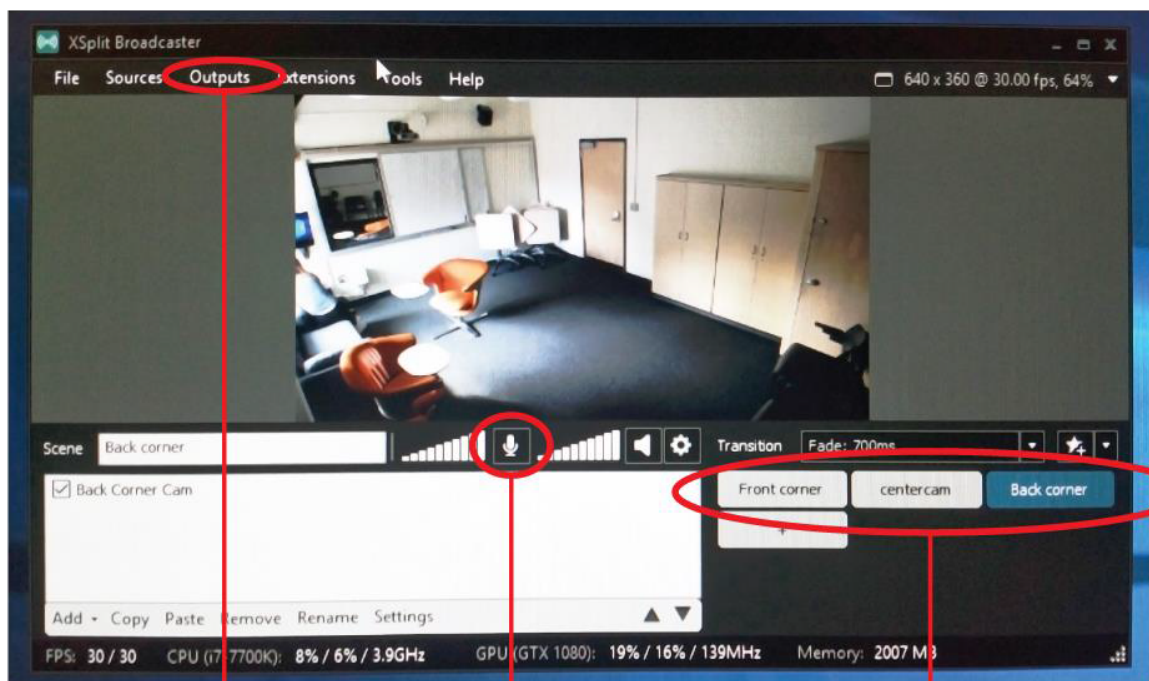 XSplit Broadcaster
File Sources Outputs Extensions Tools Help 640 x 360 @ 30.00 fps, 64%
Scene Back corner Transition Fade: 700ms
Back Corner Cam
Front corner centercam Back corner
+
Add Copy Paste Remove Rename Settings
FPS: 30 / 30 CPU (i7-7700K): 8% / 6% / 3.9GHz GPU (GTX 1080): 19% / 16% / 139MHz Memory: 2007 MB